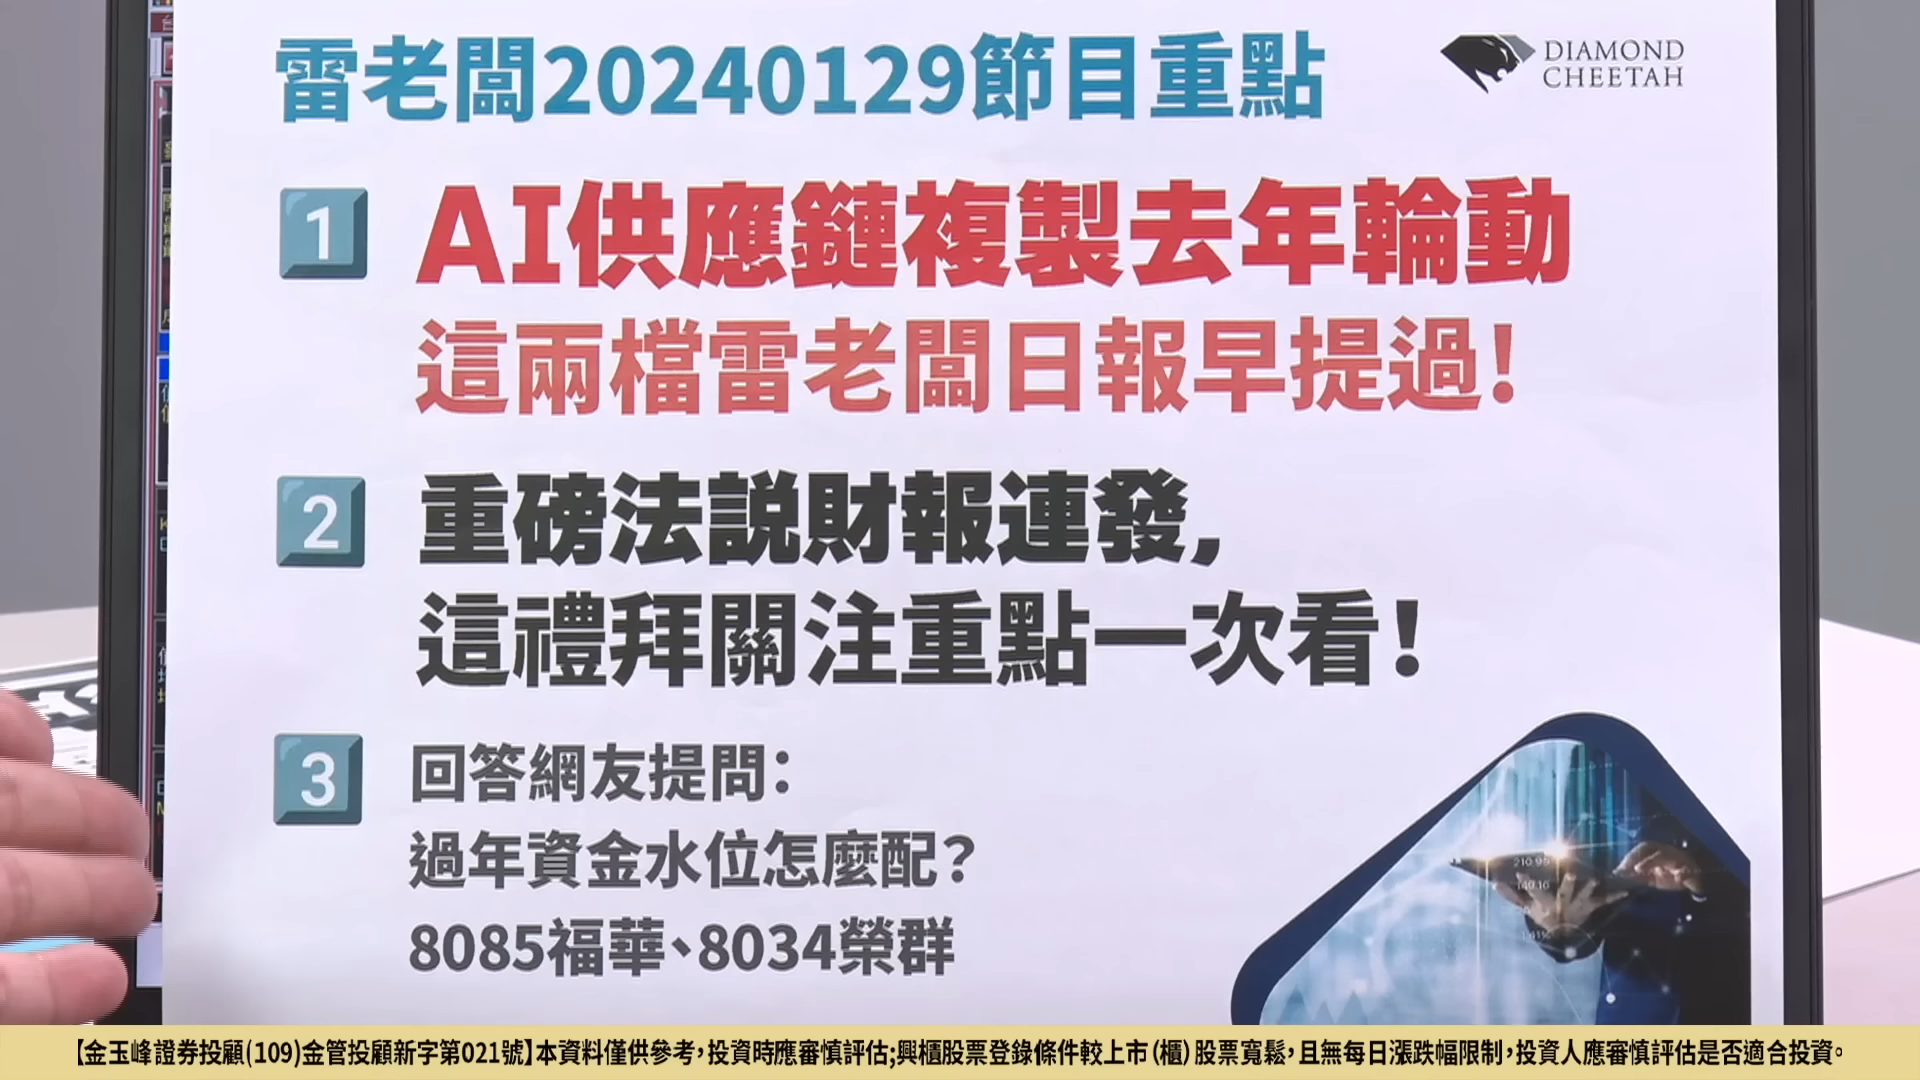 雷老闆20240129節目重點
DIAMOND
CHEETAH
1
AI供應鏈複製去年輪動
這兩檔雷老闆日報早提過!
2
重磅法說財報連發,
這禮拜關注重點一次看!
3
回答網友提問:
過年資金水位怎麼配?
8085福華、8034榮群
210.95
140.16
【金玉峰證券投顧(109)金管投顧新字第021號】本資料僅供參考,投資時應審慎評估;興櫃股票登錄條件較上市(櫃)股票寬鬆,且無每日漲跌幅限制,投資人應審慎評估是否適合投資。